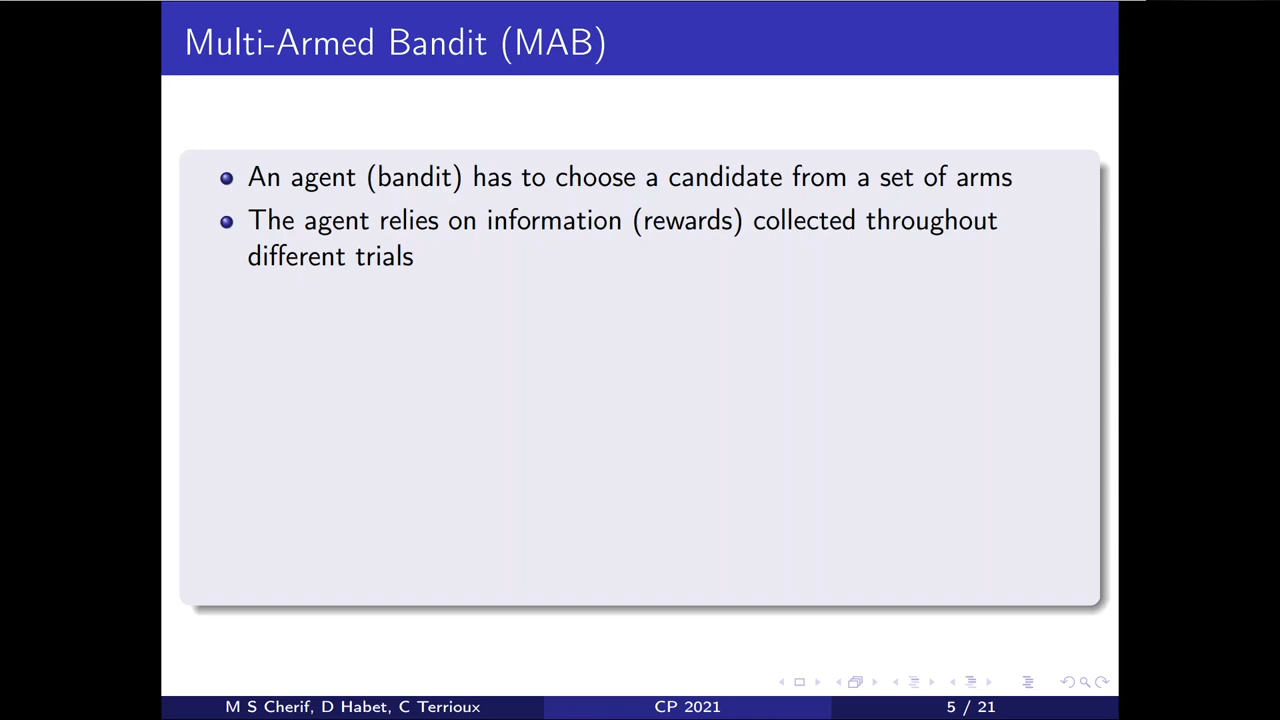 Multi-Armed Bandit (MAB)
An agent (bandit) has to choose a candidate from a set of arms
The agent relies on information (rewards) collected throughout
different trials
M S Cherif, D Habet, C Terrioux
CP 2021
5 / 21